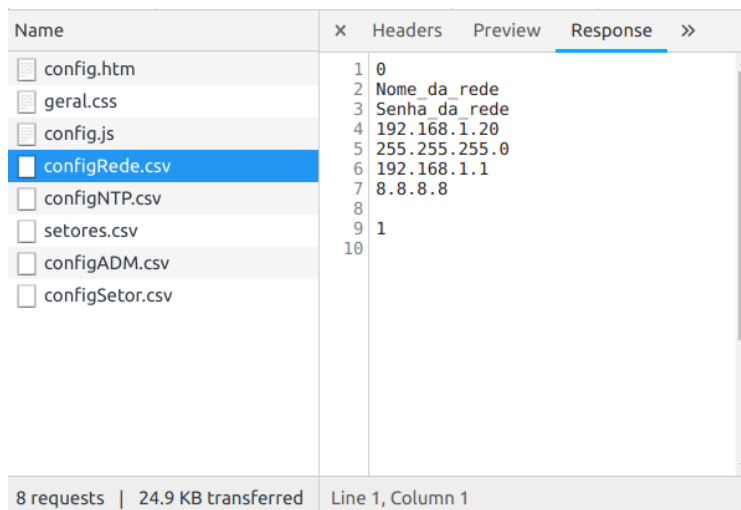 Name
config.htm
geral.css
config.js
configRede.csv
configNTP.csv
setores.csv
configADM.csv
configSetor.csv
8 requests | 24.9 KB transferred
× Headers Preview Response »
1 0
2 Nome_da_rede
3 Senha_da_rede
4 192.168.1.20
5 255.255.255.0
6 192.168.1.1
7 8.8.8.8
8
9 1
10
Line 1, Column 1